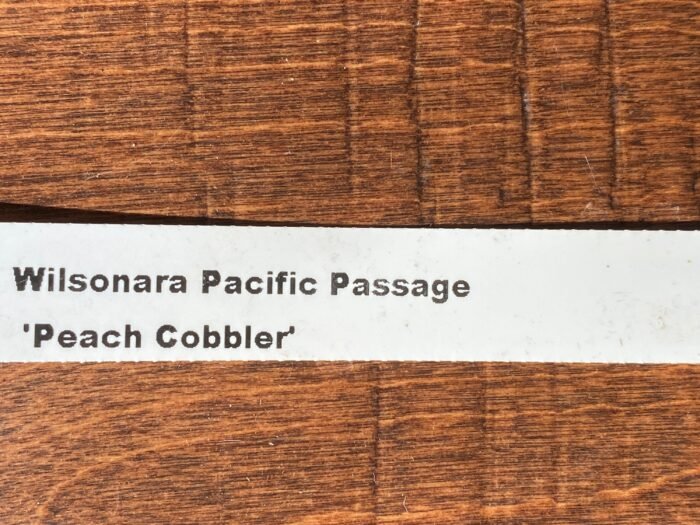 Wilsonara Pacific Passage
'Peach Cobbler'